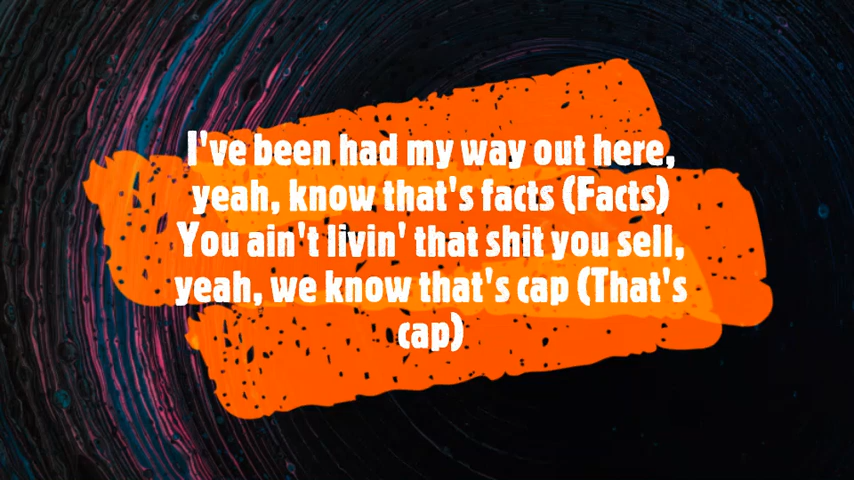 I've been had my way out here,
yeah, know that's facts (Facts)
You ain't livin' that shit you sell,
yeah, we know that's cap (That's
cap)